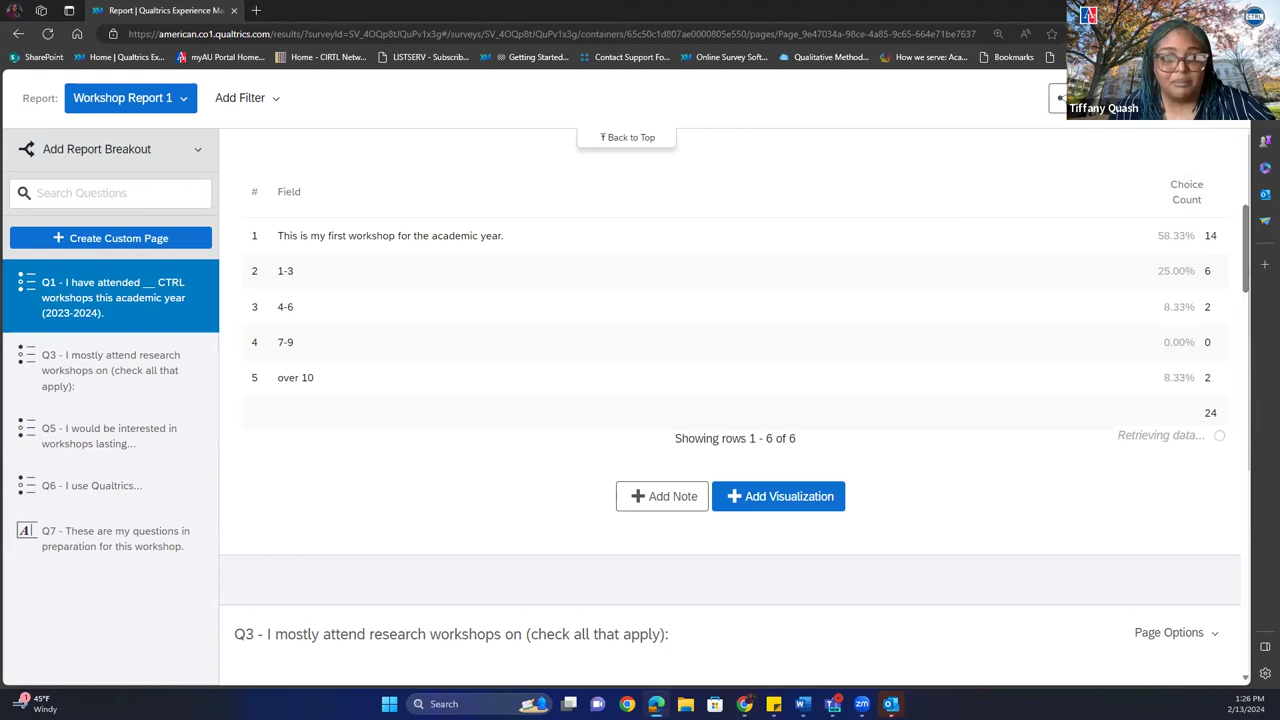 Report | Qualtrics Experience Ma
https://american.co1.qualtrics.com/results/?surveyId=SV_4OQp8tJQuPv1x3g#/surveys/SV_4OQp8tJQuPv1x3g/containers/65c50c1d807ae0000805e550/pages/Page_9e47034a-98ce-4a85-9c65-664e71be7637
SharePoint
Home | Qualtrics Ex...
myAU Portal Home...
Home - CIRTL Netw...
LISTSERV - Subscrib...
Getting Started...
Contact Support Fo...
Online Survey Soft...
Qualitative Method...
How we serve: Aca...
Bookmarks
CTRL
Tiffany Quash
Report: Workshop Report 1 Add Filter
Back to Top
Add Report Breakout
Search Questions
Create Custom Page
Q1 - I have attended __ CTRL
workshops this academic year
(2023-2024).
Q3 - I mostly attend research
workshops on (check all that
apply):
Q5 - I would be interested in
workshops lasting...
Q6 - I use Qualtrics...
Q7 - These are my questions in
preparation for this workshop.
# Field Choice
Count
1 This is my first workshop for the academic year. 58.33% 14
2 1-3 25.00% 6
3 4-6 8.33% 2
4 7-9 0.00% 0
5 over 10 8.33% 2
24
Showing rows 1 - 6 of 6
Retrieving data...
Add Note
Add Visualization
Q3 - I mostly attend research workshops on (check all that apply):
Page Options
1
45°F
Windy
Search
1:26 PM
2/13/2024